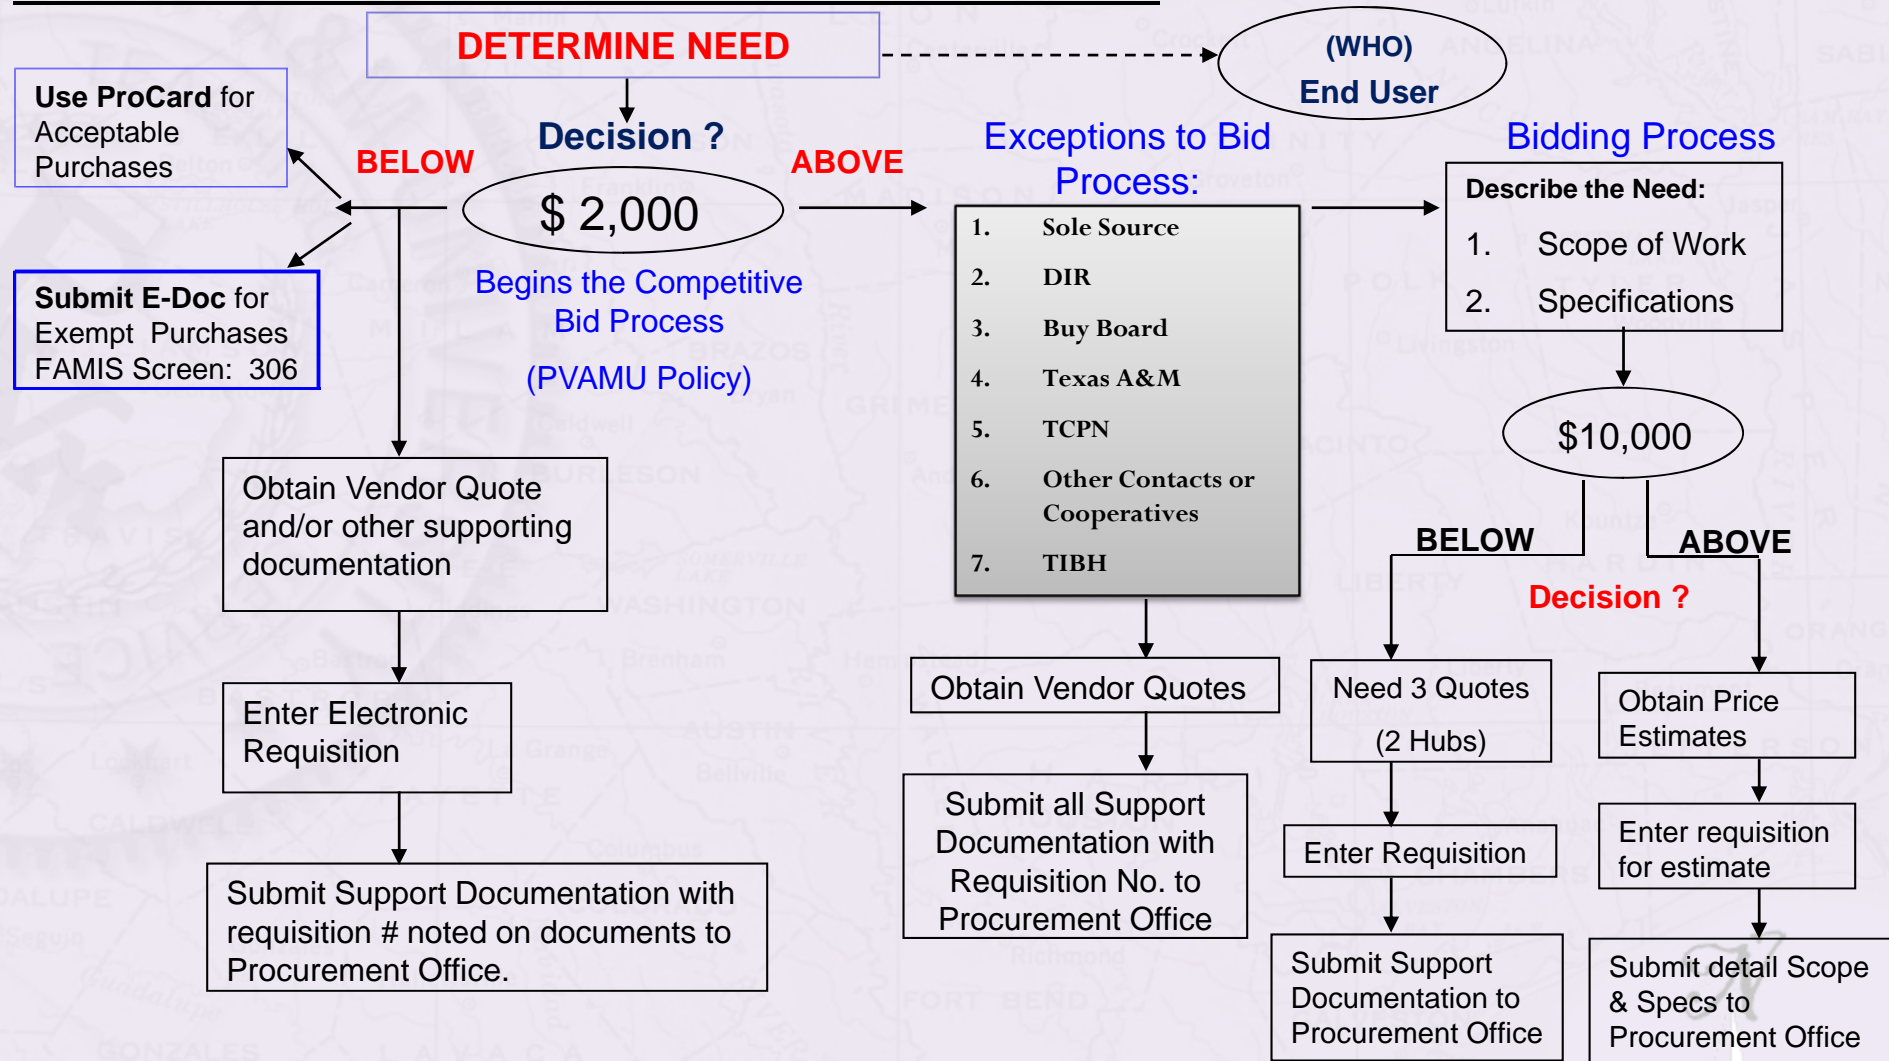 DETERMINE NEED
(WHO)
End User
Use ProCard for
Acceptable
Purchases
BELOW
Decision ?
$ 2,000
ABOVE
Begins the Competitive
Bid Process
(PVAMU Policy)
Submit E-Doc for
Exempt Purchases
FAMIS Screen: 306
Obtain Vendor Quote
and/or other supporting
documentation
Enter Electronic
Requisition
Submit Support Documentation with
requisition # noted on documents to
Procurement Office.
Exceptions to Bid
Process:
1. Sole Source
2. DIR
3. Buy Board
4. Texas A&M
5. TCPN
6. Other Contacts or
Cooperatives
7. TIBH
Obtain Vendor Quotes
Submit all Support
Documentation with
Requisition No. to
Procurement Office
Bidding Process
Describe the Need:
1. Scope of Work
2. Specifications
$10,000
BELOW
ABOVE
Decision ?
Need 3 Quotes
(2 Hubs)
Enter Requisition
Submit Support
Documentation to
Procurement Office
Obtain Price
Estimates
Enter requisition
for estimate
Submit detail Scope
& Specs to
Procurement Office